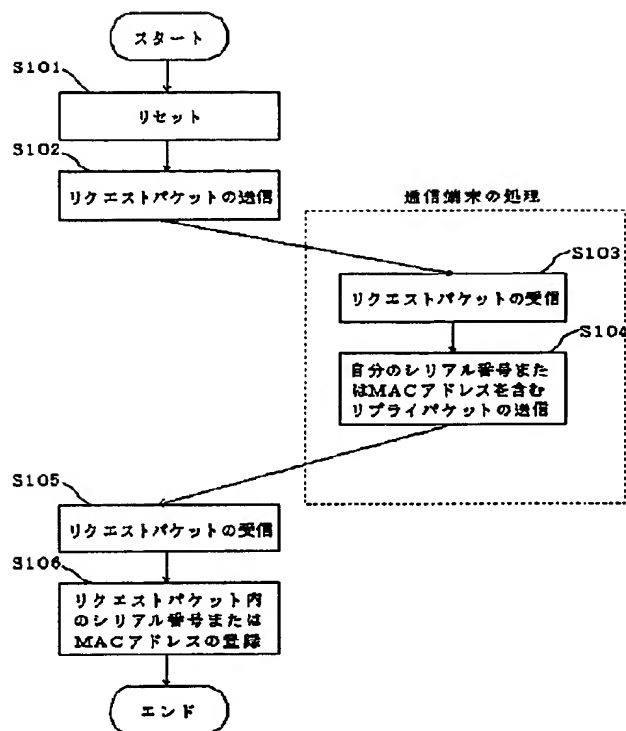 スタート
S101
リセット
S102
リクエストパケットの送信
通信端末の処理
S103
リクエストパケットの受信
S104
自分のシリアル番号また
はMACアドレスを含む
リプライパケットの送信
S105
リクエストパケットの受信
S106
リクエストパケット内
のシリアル番号または
MACアドレスの登録
エンド